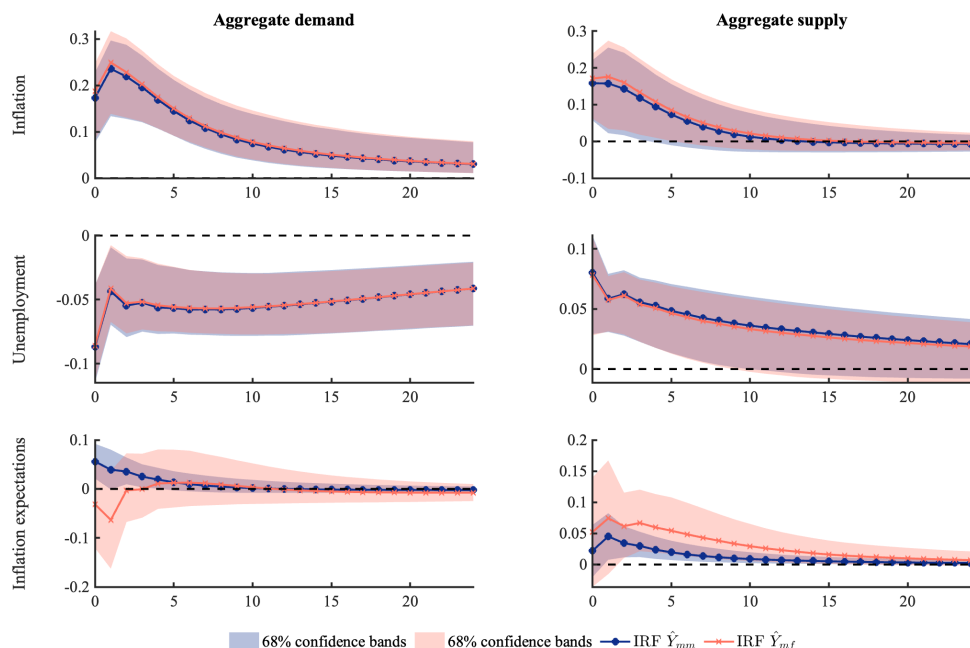 Aggregate demand
Aggregate supply
Inflation
0.3
0.2
0.1
0
0 5 10 15 20
0.3
0.2
0.1
0
-0.1
0 5 10 15 20
Unemployment
0
-0.05
-0.1
0 5 10 15 20
0.1
0.05
0
0 5 10 15 20
Inflation expectations
0.1
0
-0.1
-0.2
0 5 10 15 20
0.2
0.15
0.1
0.05
0
0 5 10 15 20
68% confidence bands 68% confidence bands IRF Ŷmm IRF Ŷmf